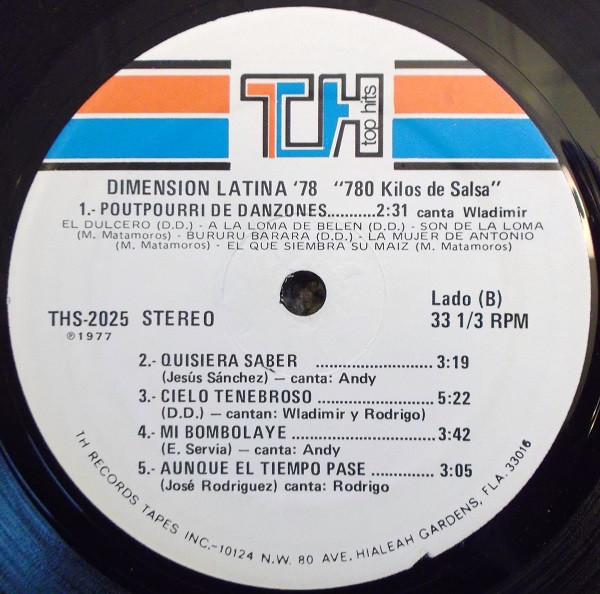 TH top hits
DIMENSION LATINA '78 "780 Kilos de Salsa"
1.- POUTPOURRI DE DANZONES...........2:31 canta Wladimir
EL DULCERO (D.D.) - A LA LOMA DE BELEN (D.D.) - SON DE LA LOMA
(M. Matamoros) - BURURU BARARA (D.D.) - LA MUJER DE ANTONIO
(M. Matamoros) - EL QUE SIEMBRA SU MAIZ (M. Matamoros)
THS-2025 STEREO
℗1977
Lado (B)
33 1/3 RPM
2.- QUISIERA SABER .................... 3:19
(Jesús Sánchez) — canta: Andy
3.- CIELO TENEBROSO .................... 5:22
(D.D.) — cantan: Wladimir y Rodrigo)
4.- MI BOMBOLAYE ......................... 3:42
(E. Servia) — canta: Andy
5.- AUNQUE EL TIEMPO PASE ............ 3:05
(José Rodriguez) canta: Rodrigo
TH RECORDS TAPES INC.-10124 N.W. 80 AVE. HIALEAH GARDENS, FLA. 33016